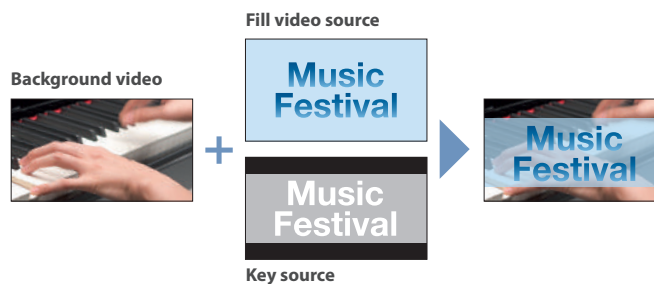 Fill video source
Background video
Music
Festival
+
Music
Festival
Key source
Music
Festival